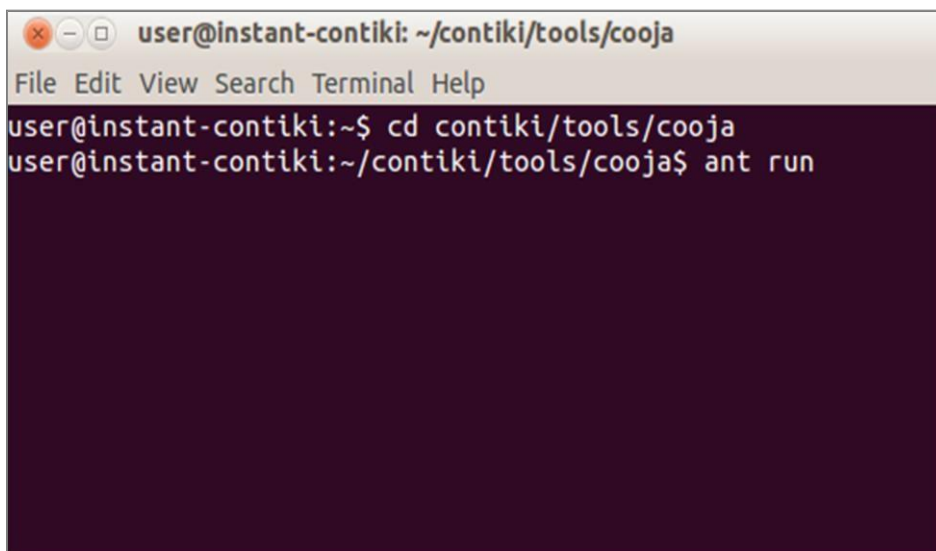 user@instant-contiki: ~/contiki/tools/cooja
File Edit View Search Terminal Help
user@instant-contiki:~$ cd contiki/tools/cooja
user@instant-contiki:~/contiki/tools/cooja$ ant run